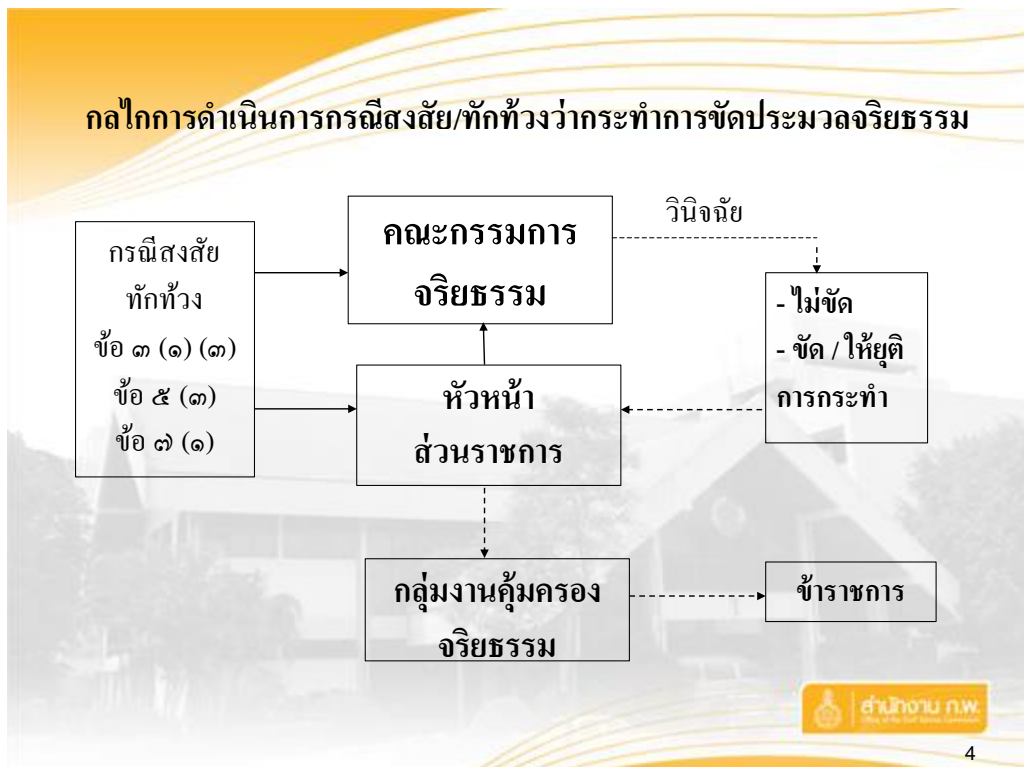 กลไกการดำเนินการกรณีสงสัย/ทักท้วงว่ากระทำการขัดประมวลจริยธรรม
กรณีสงสัย
ทักท้วง
ข้อ ๓ (๑) (๓)
ข้อ ๕ (๓)
ข้อ ๗ (๑)
คณะกรรมการ
จริยธรรม
วินิจฉัย
- ไม่ขัด
- ขัด / ให้ยุติ
การกระทำ
หัวหน้า
ส่วนราชการ
กลุ่มงานคุ้มครอง
จริยธรรม
ข้าราชการ
สำนักงาน ก.พ.
Office of the Civil Service Commission
4